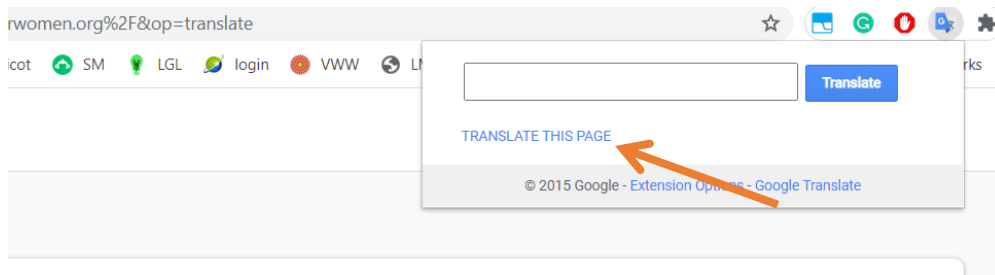 rwomen.org%2F&op=translate
icot SM LGL login VWW rks
Translate
TRANSLATE THIS PAGE
© 2015 Google - Extension Options - Google Translate